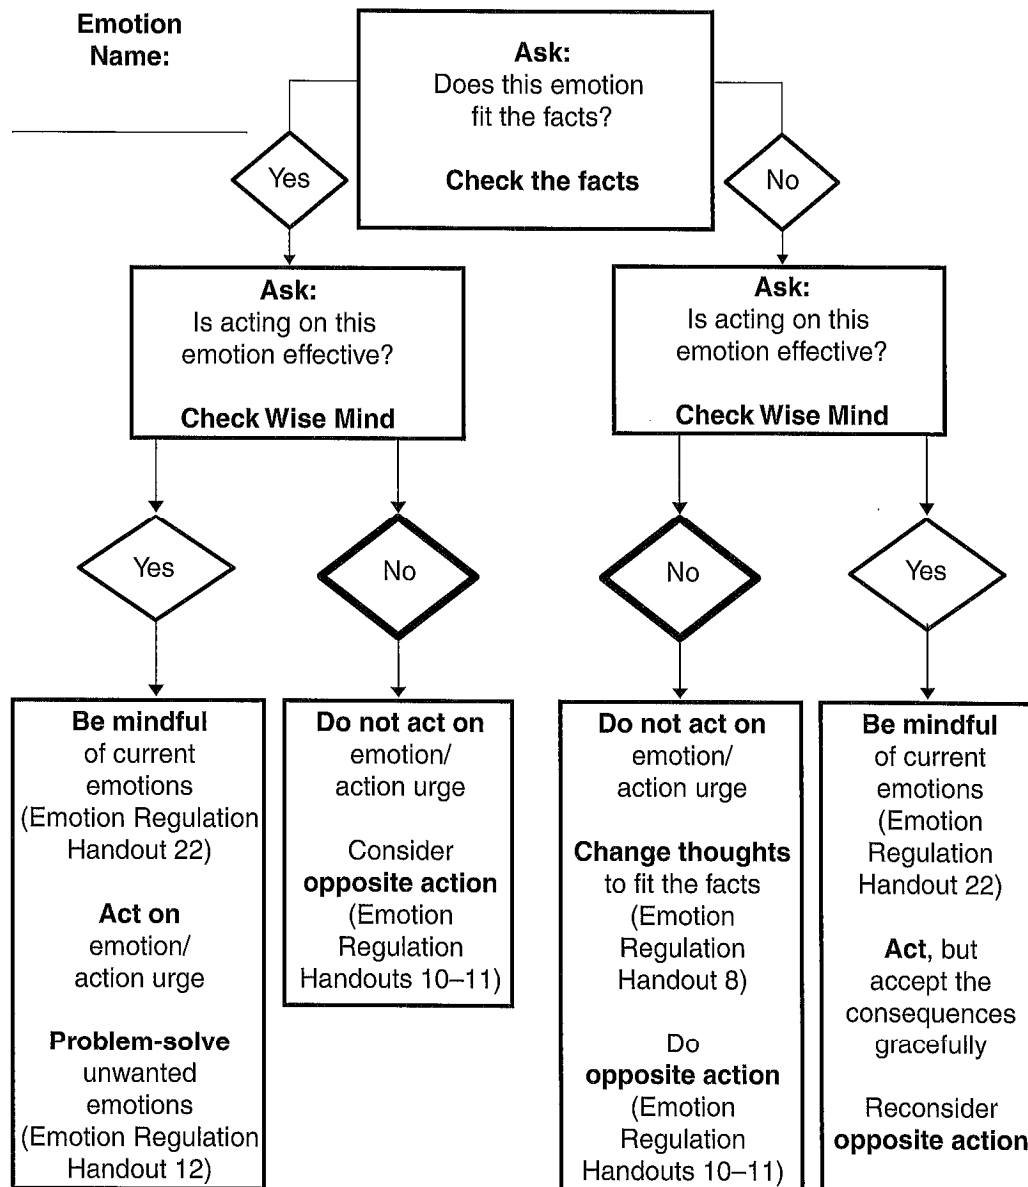 Emotion
Name:
Ask:
Does this emotion
fit the facts?
Check the facts
Yes
No
Ask:
Is acting on this
emotion effective?
Check Wise Mind
Ask:
Is acting on this
emotion effective?
Check Wise Mind
Yes
No
No
Yes
Be mindful
of current
emotions
(Emotion Regulation
Handout 22)
Act on
emotion/
action urge
Problem-solve
unwanted
emotions
(Emotion Regulation
Handout 12)
Do not act on
emotion/
action urge
Consider
opposite action
(Emotion
Regulation
Handouts 10–11)
Do not act on
emotion/
action urge
Change thoughts
to fit the facts
(Emotion
Regulation
Handout 8)
Do
opposite action
(Emotion
Regulation
Handouts 10–11)
Be mindful
of current
emotions
(Emotion
Regulation
Handout 22)
Act, but
accept the
consequences
gracefully
Reconsider
opposite action